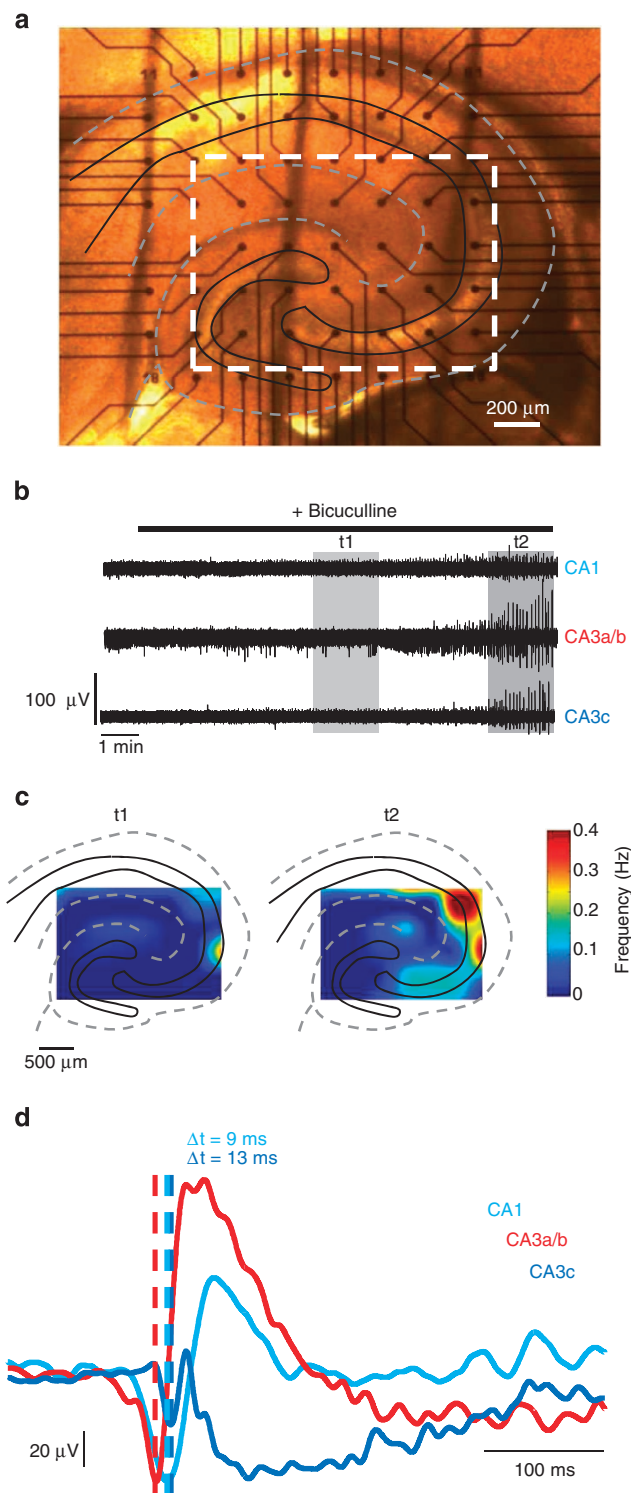 a
11
200 μm
b
+ Bicuculline
t1
t2
CA1
CA3a/b
CA3c
100 μV
1 min
c
t1
t2
0.4
0.3
0.2
0.1
0
Frequency (Hz)
500 μm
d
Δt = 9 ms
Δt = 13 ms
CA1
CA3a/b
CA3c
20 μV
100 ms